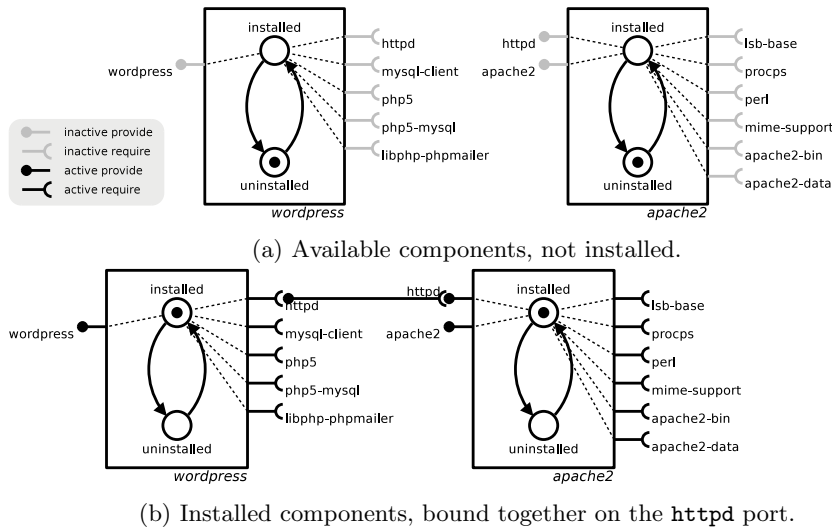 installed
httpd
mysql-client
php5
php5-mysql
libphp-phpmailer
wordpress
uninstalled
wordpress
installed
httpd
apache2
lsb-base
procps
perl
mime-support
apache2-bin
apache2-data
uninstalled
apache2
inactive provide
inactive require
active provide
active require
(a) Available components, not installed.
installed
httpd
mysql-client
php5
php5-mysql
libphp-phpmailer
wordpress
uninstalled
wordpress
installed
httpd
apache2
lsb-base
procps
perl
mime-support
apache2-bin
apache2-data
uninstalled
apache2
(b) Installed components, bound together on the httpd port.